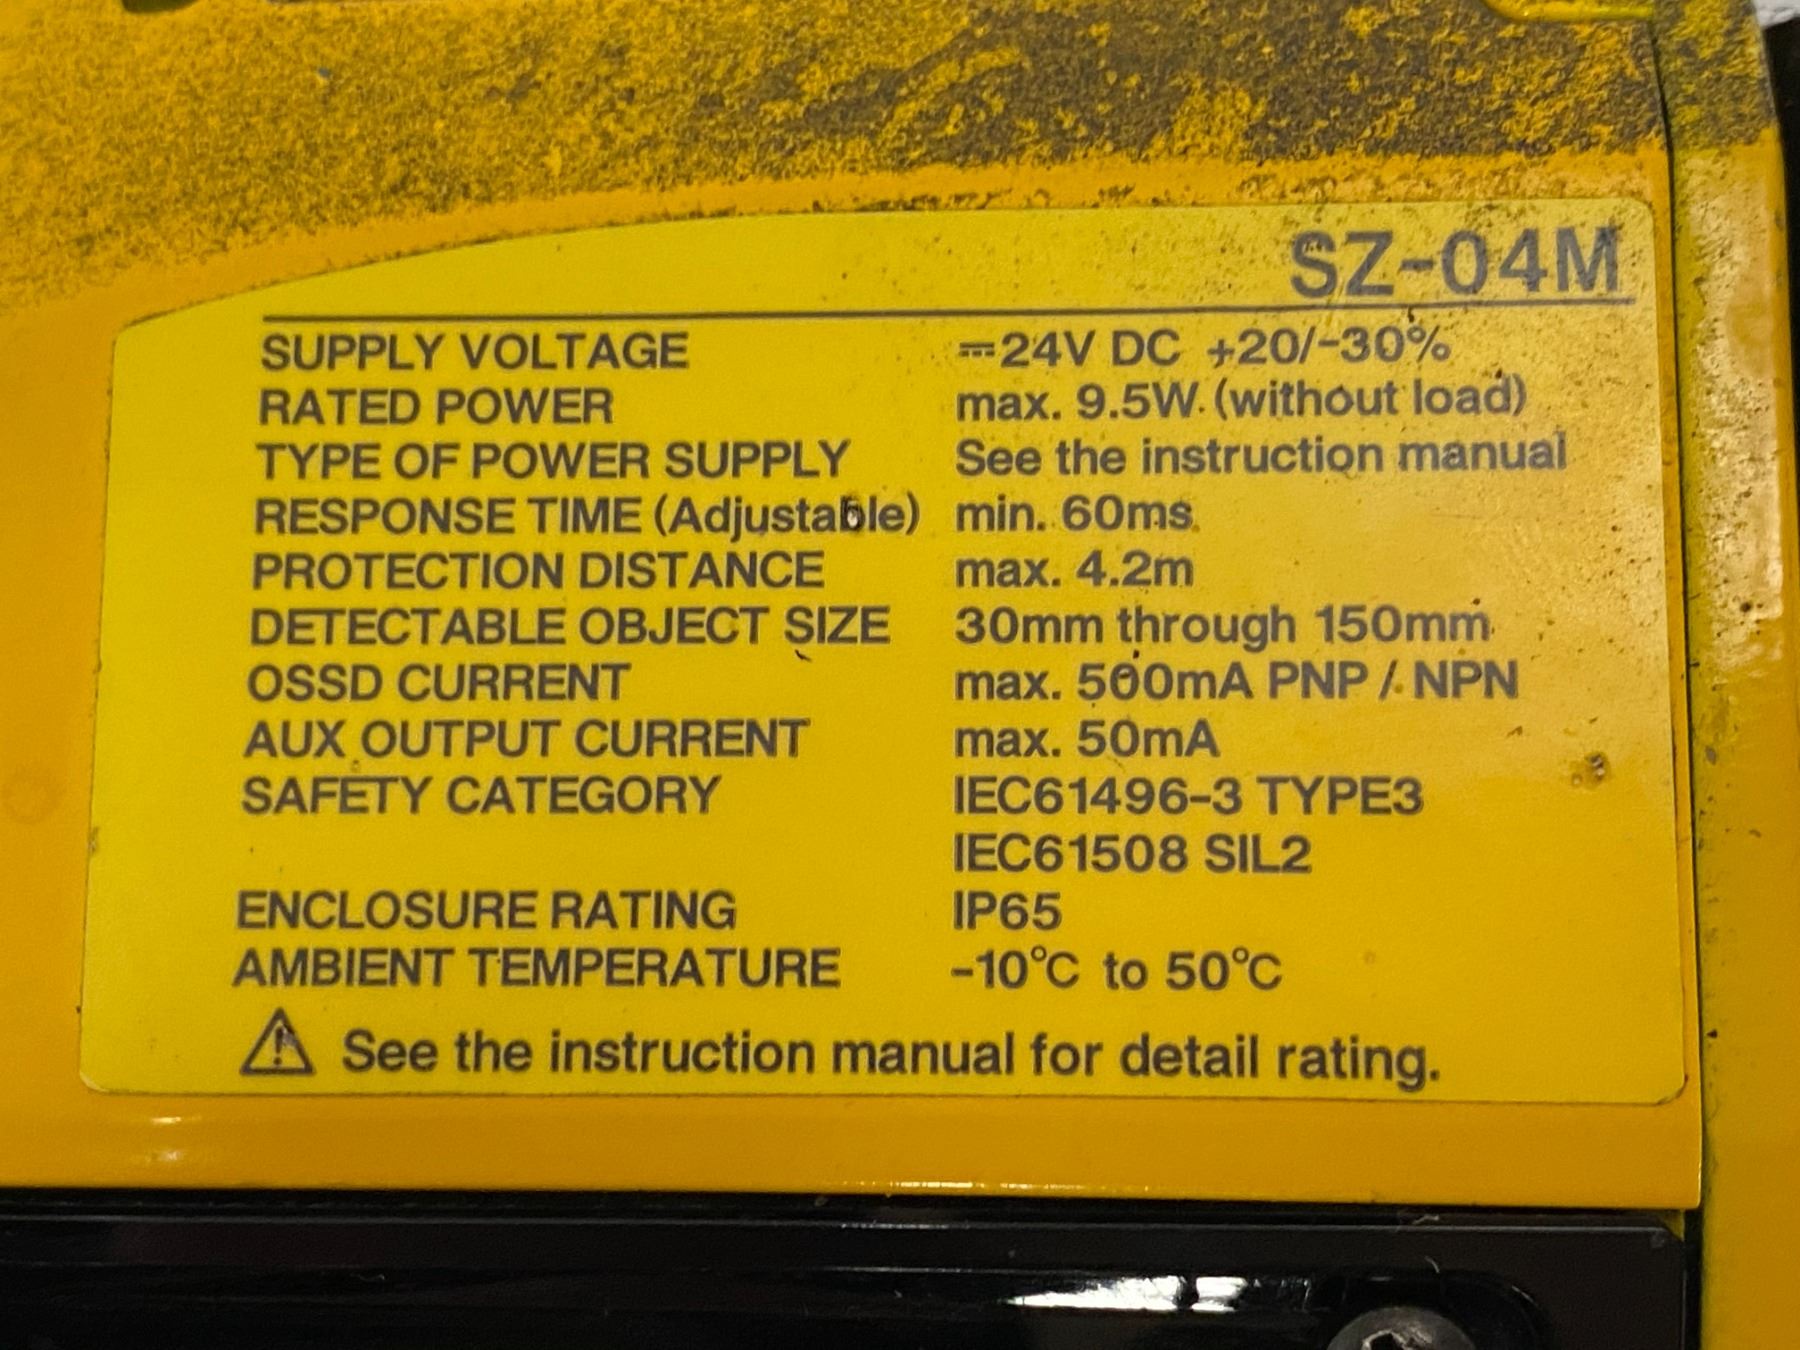 SZ-04M
SUPPLY VOLTAGE ⎓24V DC +20/-30%
RATED POWER max. 9.5W (without load)
TYPE OF POWER SUPPLY See the instruction manual
RESPONSE TIME (Adjustable) min. 60ms
PROTECTION DISTANCE max. 4.2m
DETECTABLE OBJECT SIZE 30mm through 150mm
OSSD CURRENT max. 500mA PNP / NPN
AUX OUTPUT CURRENT max. 50mA
SAFETY CATEGORY IEC61496-3 TYPE3
IEC61508 SIL2
ENCLOSURE RATING IP65
AMBIENT TEMPERATURE -10°C to 50°C
⚠ See the instruction manual for detail rating.